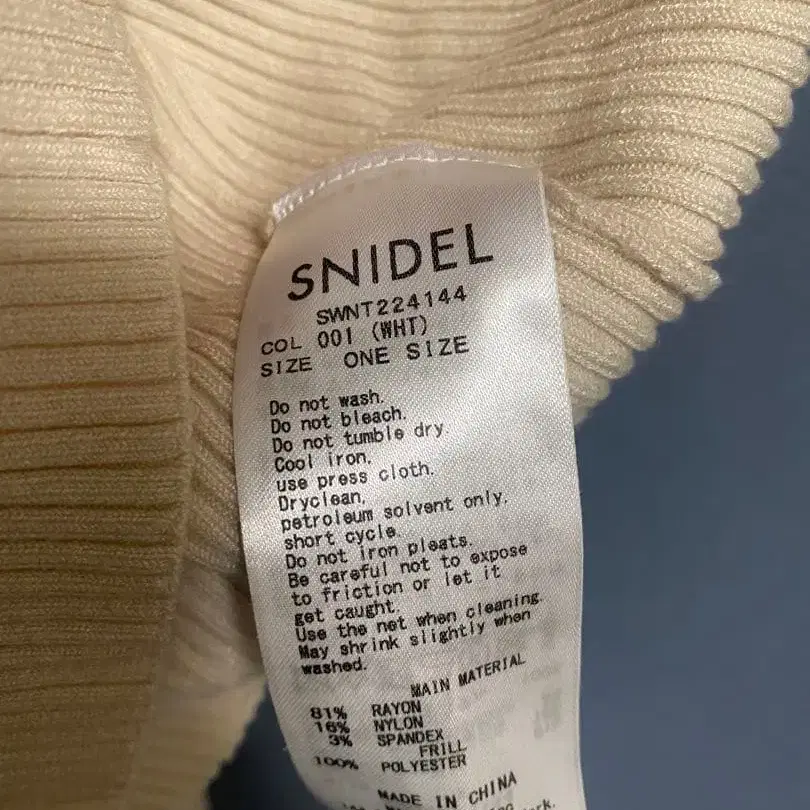 SNIDEL
SWNT224144
COL 001 (WHT)
SIZE ONE SIZE
Do not wash.
Do not bleach.
Do not tumble dry.
Cool iron.
use press cloth.
Dryclean,
petroleum solvent only.
short cycle.
Do not iron pleats.
Be careful not to expose
to friction or let it
get caught.
Use the net when cleaning.
May shrink slightly when
washed.
MAIN MATERIAL
81% RAYON
16% NYLON
3% SPANDEX
FRILL
100% POLYESTER
MADE IN CHINA